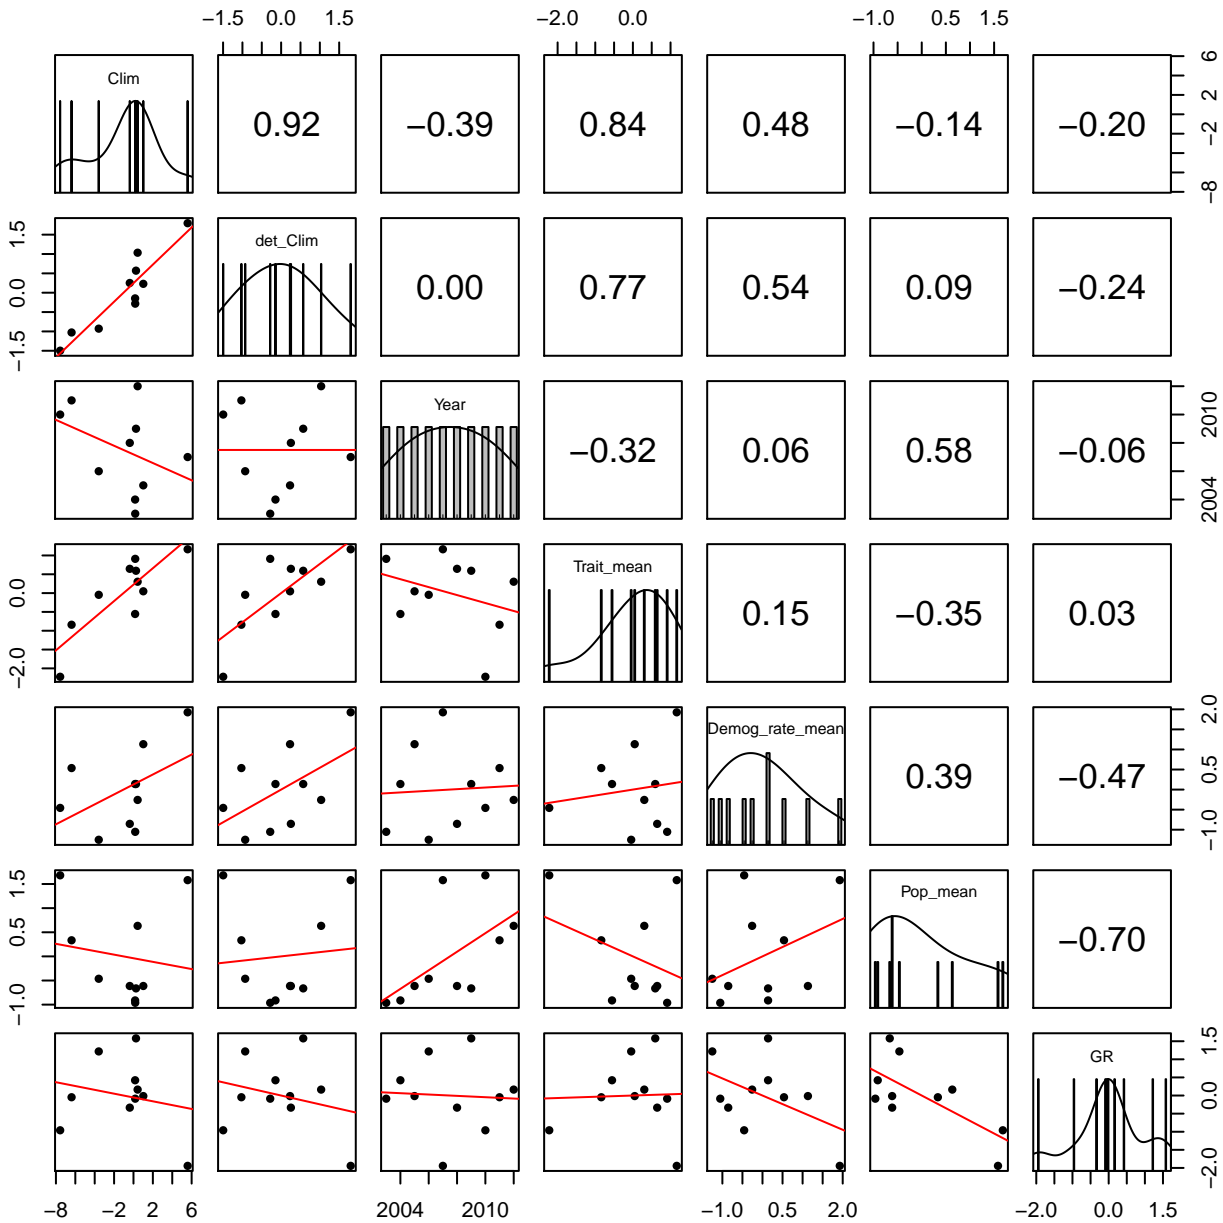 −1.5 0.0 1.5 −2.0 0.0 −1.0 0.5 1.5
Clim 0.92 −0.39 0.84 0.48 −0.14 −0.20 −8 −2 2 6
−1.5 0.0 1.5 det_Clim 0.00 0.77 0.54 0.09 −0.24
Year −0.32 0.06 0.58 −0.06 2004 2010
−2.0 0.0 Trait_mean 0.15 −0.35 0.03
Demog_rate_mean 0.39 −0.47 −1.0 0.5 2.0
−1.0 0.5 1.5 Pop_mean −0.70
GR −2.0 0.0 1.5
−8 −2 2 6 2004 2010 −1.0 0.5 2.0 −2.0 0.0 1.5